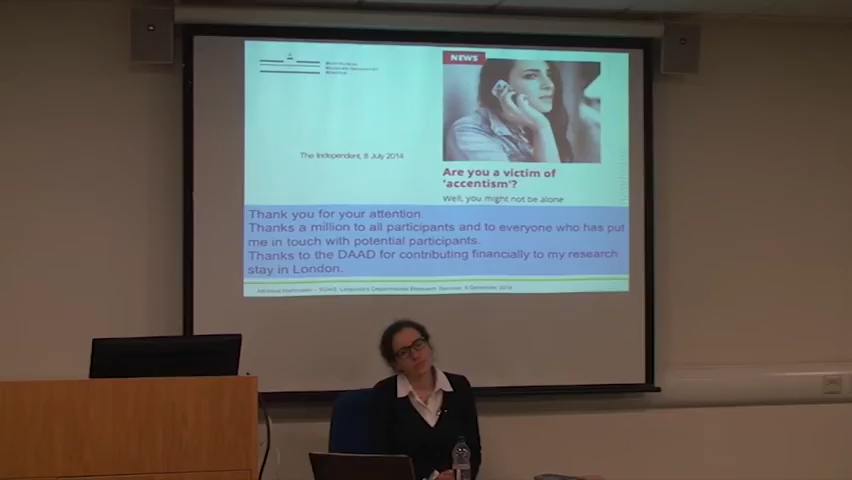 NEWS
The Independent, 8 July 2014
Are you a victim of
'accentism'?
Well, you might not be alone
Thank you for your attention.
Thanks a million to all participants and to everyone who has put
me in touch with potential participants.
Thanks to the DAAD for contributing financially to my research
stay in London.